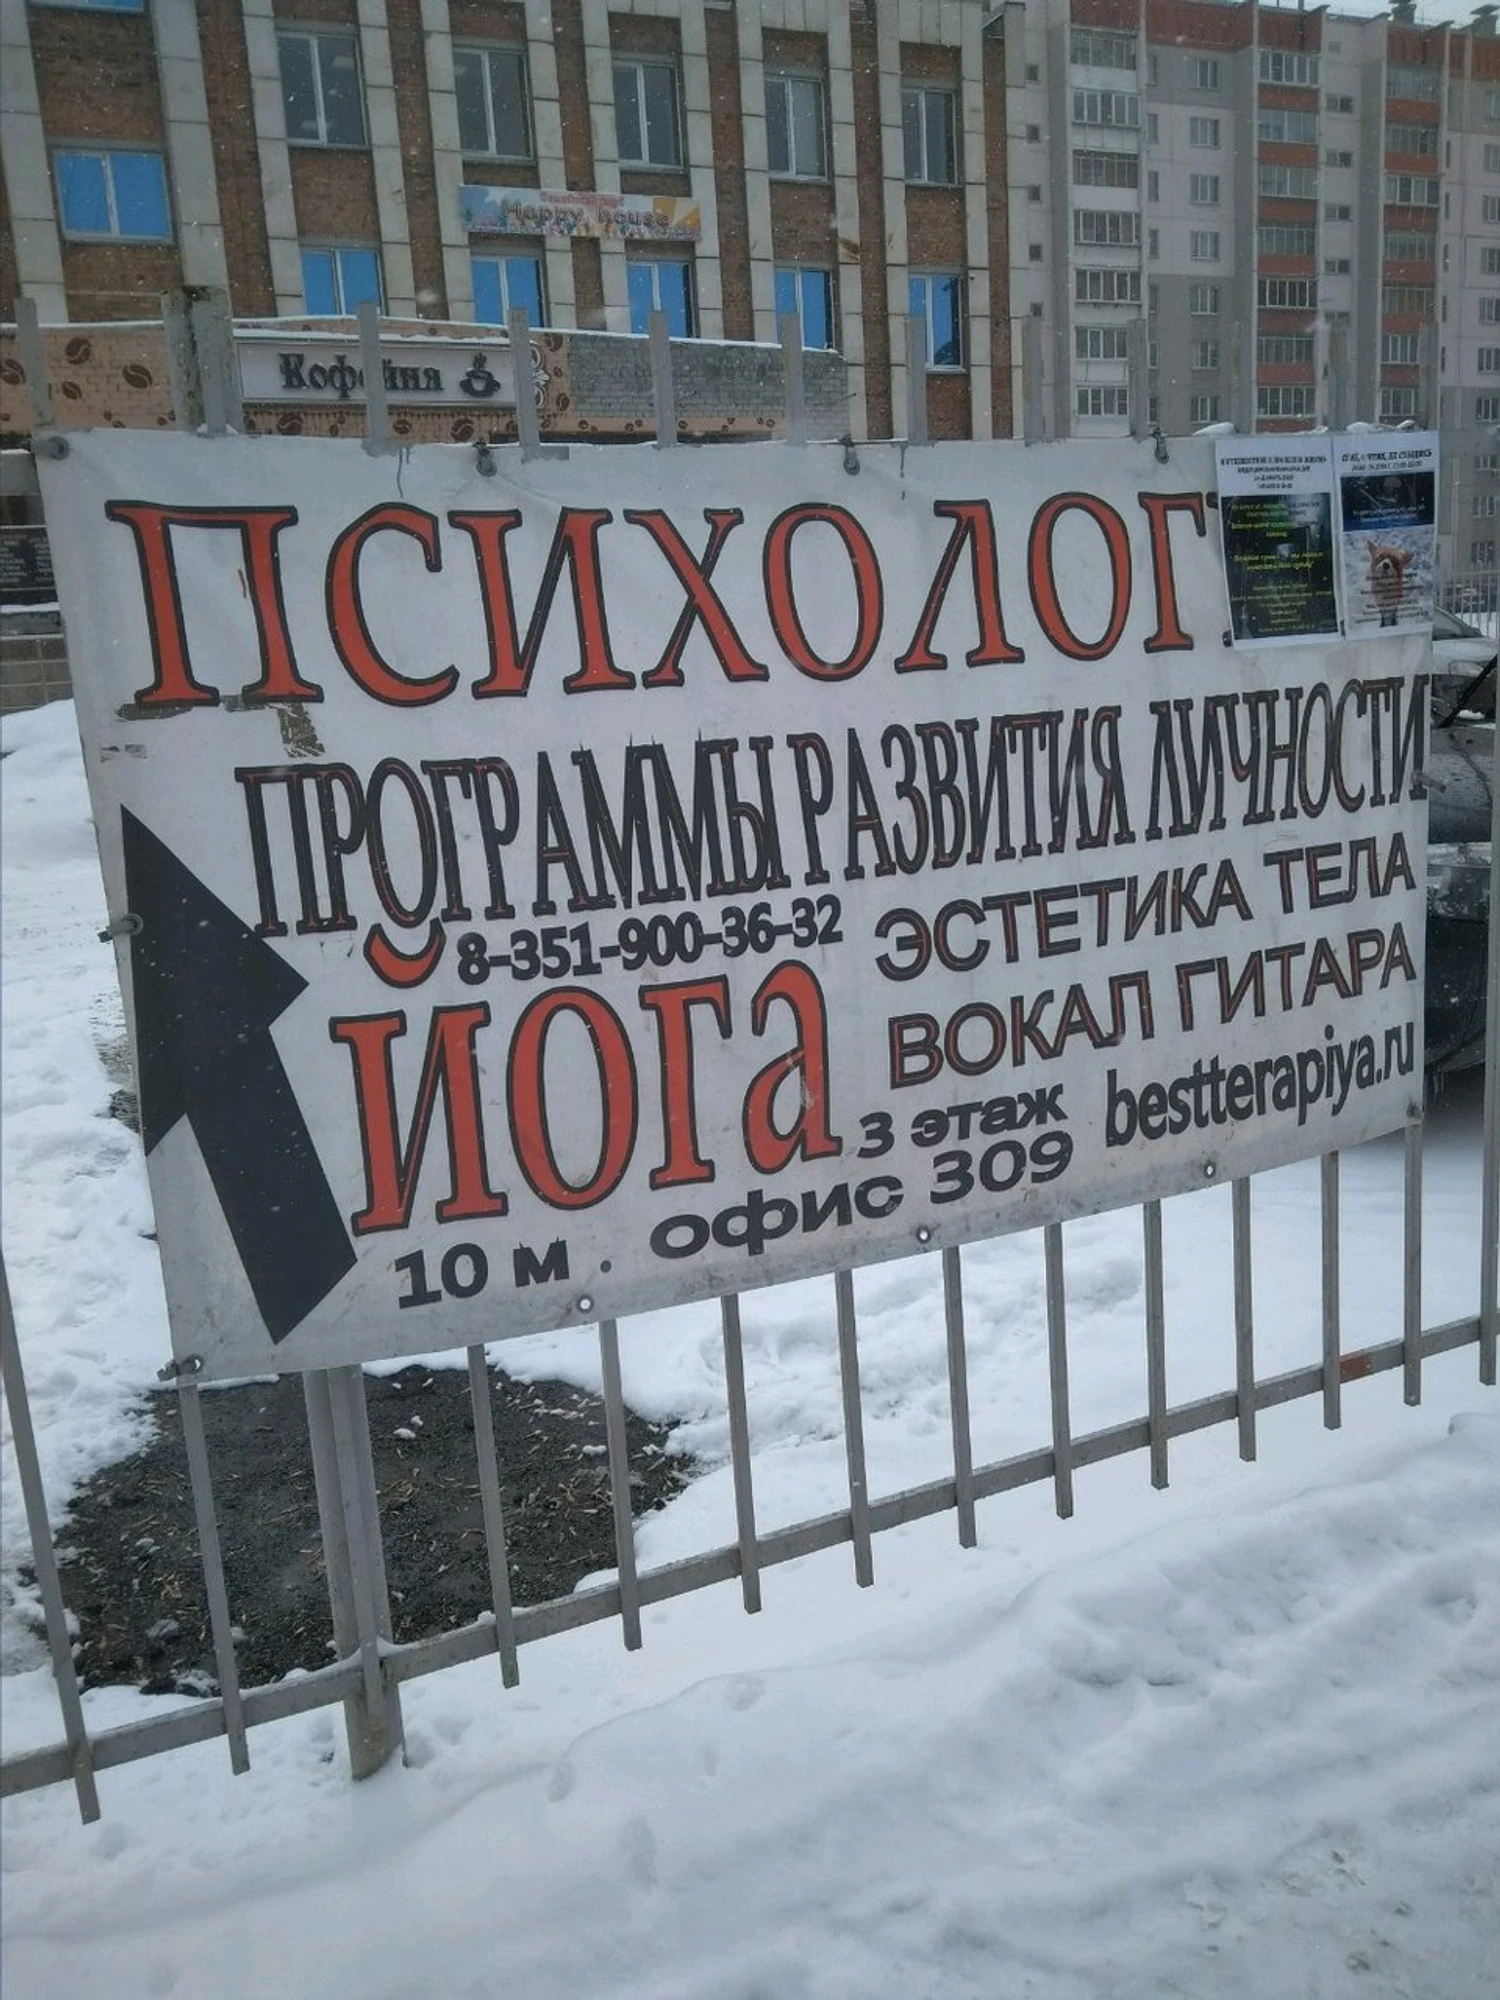 Happy house
Кофейня
ПСИХОЛОГ
ПРОГРАММЫ РАЗВИТИЯ ЛИЧНОСТИ
8-351-900-36-32
ЭСТЕТИКА ТЕЛА
ЙОГА
ВОКАЛ ГИТАРА
3 этаж
bestterapiya.ru
10 м . офис 309